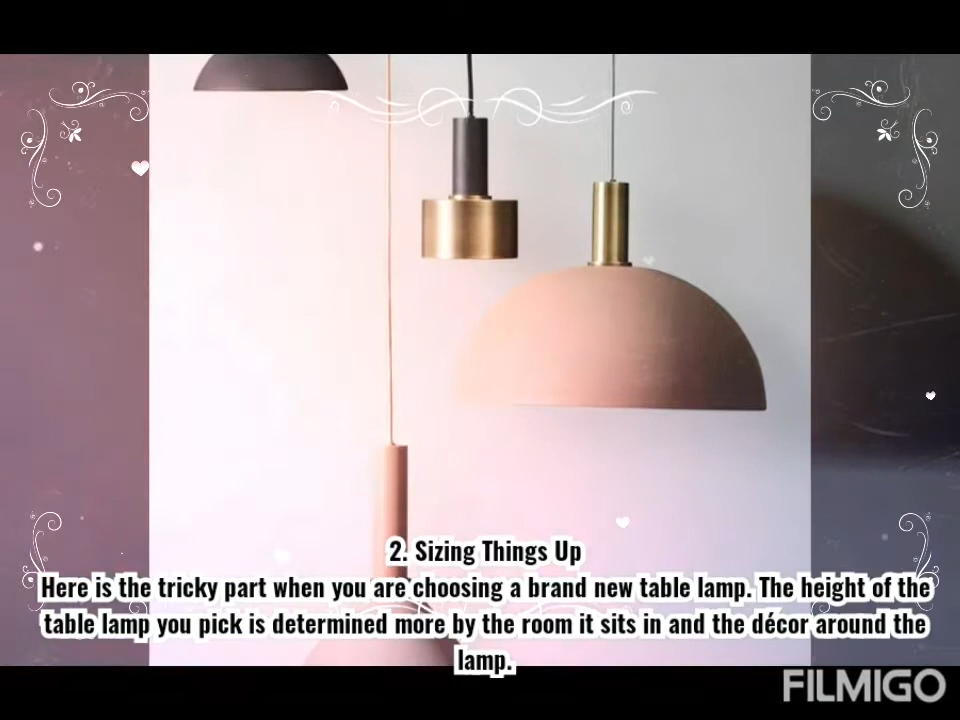 2. Sizing Things Up
Here is the tricky part when you are choosing a brand new table lamp. The height of the
table lamp you pick is determined more by the room it sits in and the décor around the
lamp.
FILMIGO